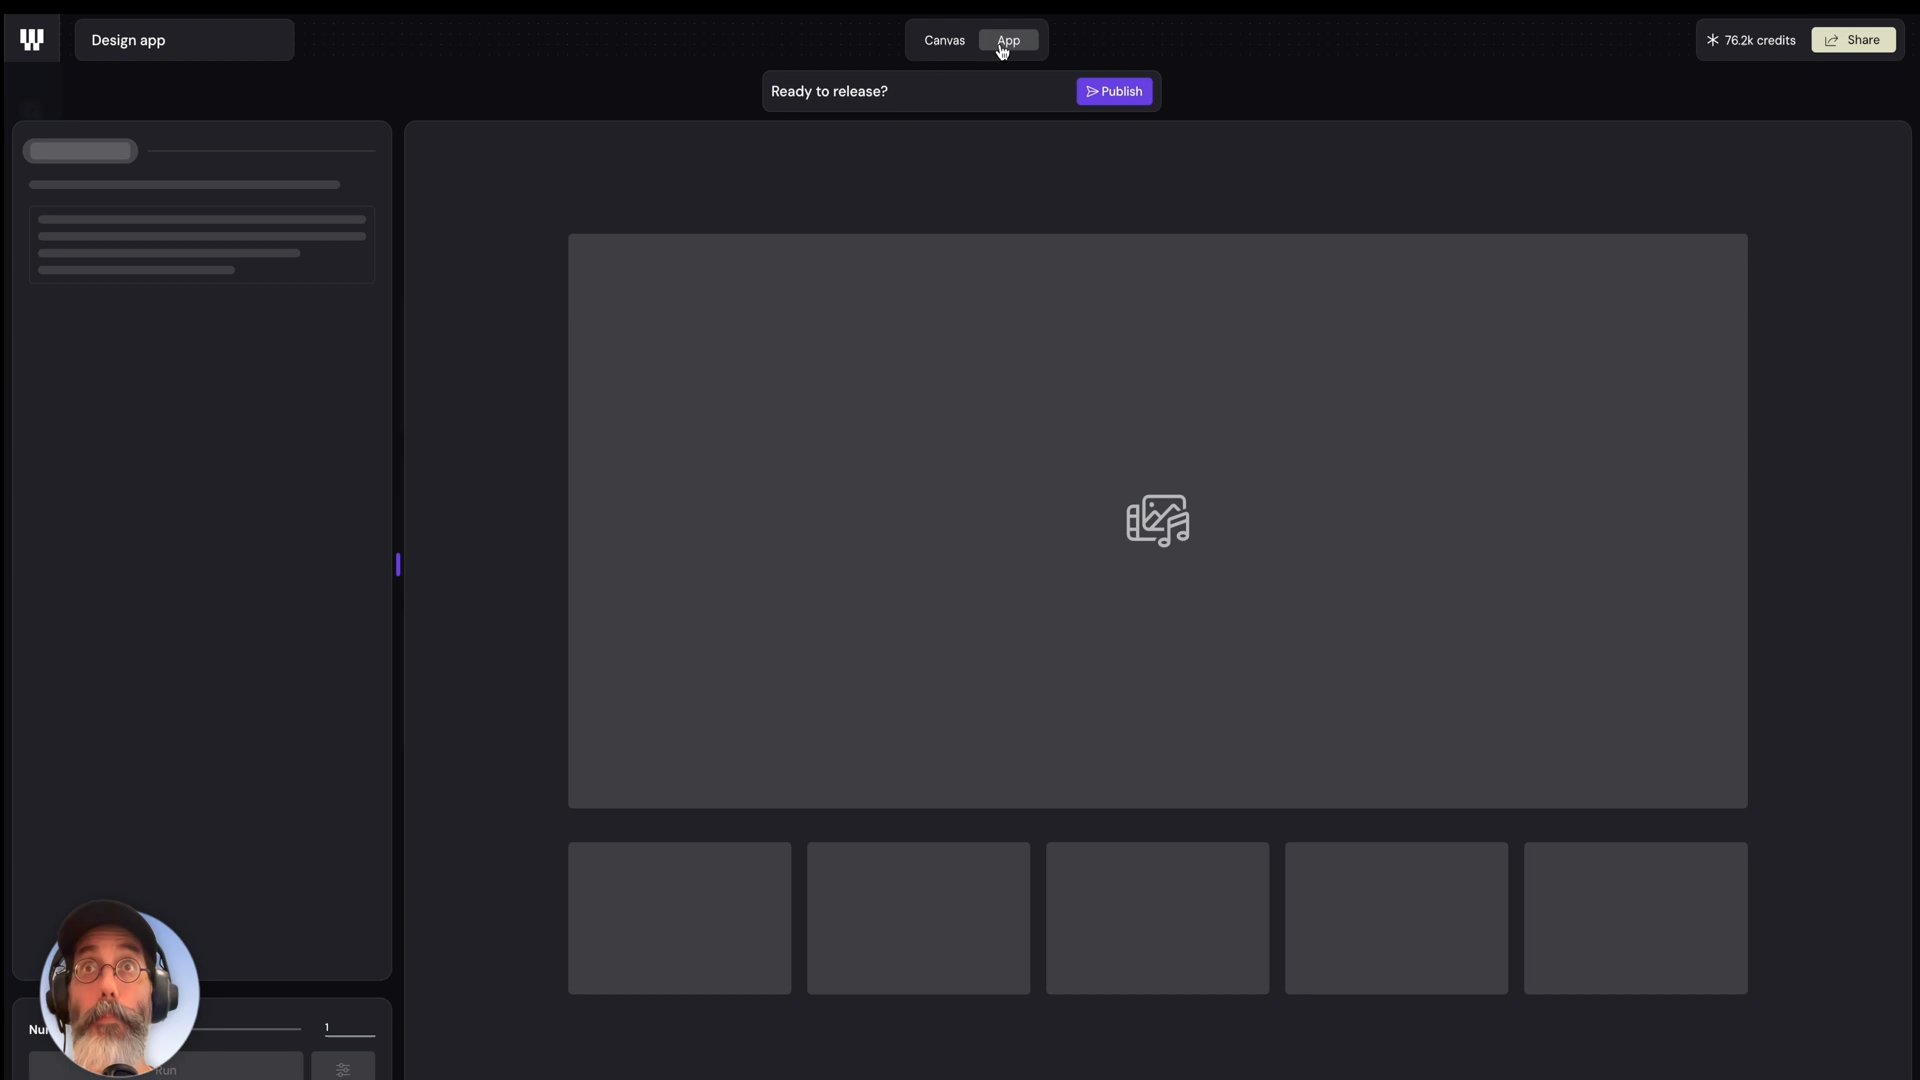 Design app
Canvas
App
76.2k credits
Share
Ready to release?
Publish
1
Run